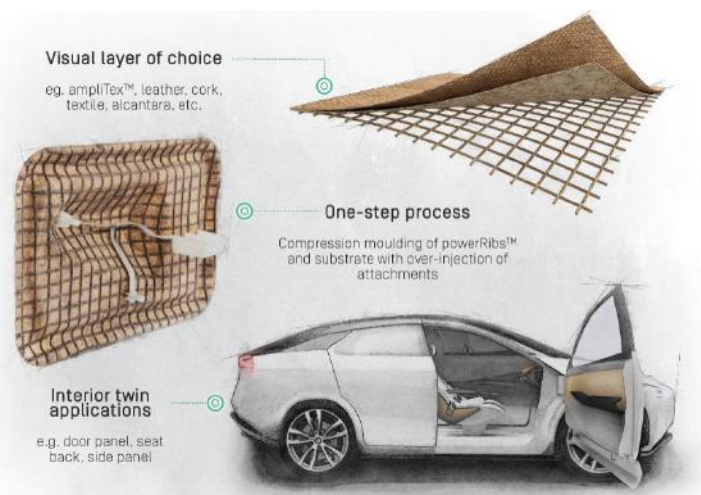 Visual layer of choice
eg. ampliTex™, leather, cork,
textile, alcantara, etc.
One-step process
Compression moulding of powerRibs™
and substrate with over-injection of
attachments
Interior twin
applications
e.g. door panel, seat
back, side panel